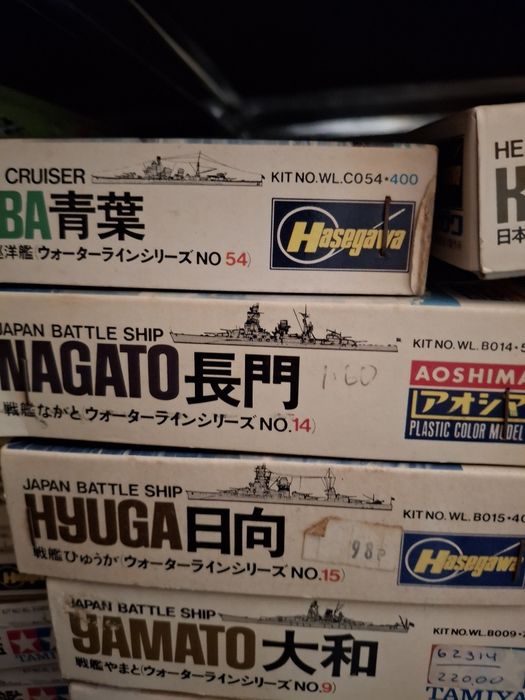 CRUISER
KIT NO. WL.C054•400
BA青葉
Hasegawa
洋艦(ウォーターラインシリーズ NO 54)
HE
日本
JAPAN BATTLE SHIP
KIT NO. WL. B014•5
NAGATO長門
1.60
AOSHIMA
アオシマ
PLASTIC COLOR MODEL
戦艦ながと(ウォーターラインシリーズ NO.14)
JAPAN BATTLE SHIP
KIT NO. WL. B015•40
HYUGA日向
98p
Hasegawa
戦艦ひゅうが(ウォーターラインシリーズ NO.15)
JAPAN BATTLE SHIP
KIT NO. WL. B009•
YAMATO大和
62314
220,00
戦艦やまと(ウォーターラインシリーズ NO.9)
TAMIYA
TAMI